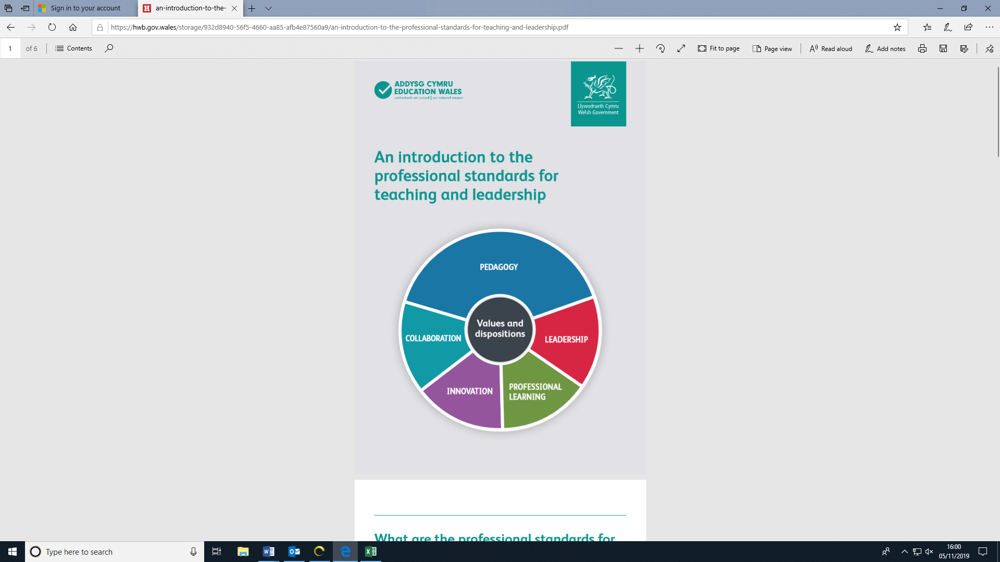 Sign in to your account
an-introduction-to-the-
https://hwb.gov.wales/storage/932d8940-56f5-4660-aa85-afb4e87560a9/an-introduction-to-the-professional-standards-for-teaching-and-leadership.pdf
1 of 6 Contents
Fit to page Page view Read aloud Add notes
ADDYSG CYMRU
EDUCATION WALES
cenhadaeth ein cenedl | our national mission
Llywodraeth Cymru
Welsh Government
An introduction to the
professional standards for
teaching and leadership
PEDAGOGY
Values and
dispositions
COLLABORATION
LEADERSHIP
INNOVATION
PROFESSIONAL
LEARNING
What are the professional standards for
Type here to search
16:00
05/11/2019